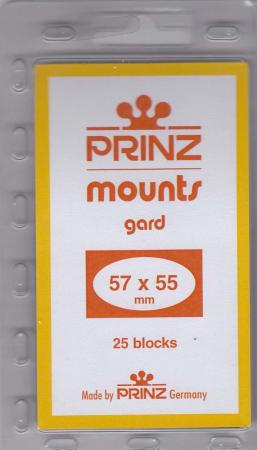 PRINZ
mounts
gard
57 x 55
mm
25 blocks
Made by PRINZ Germany